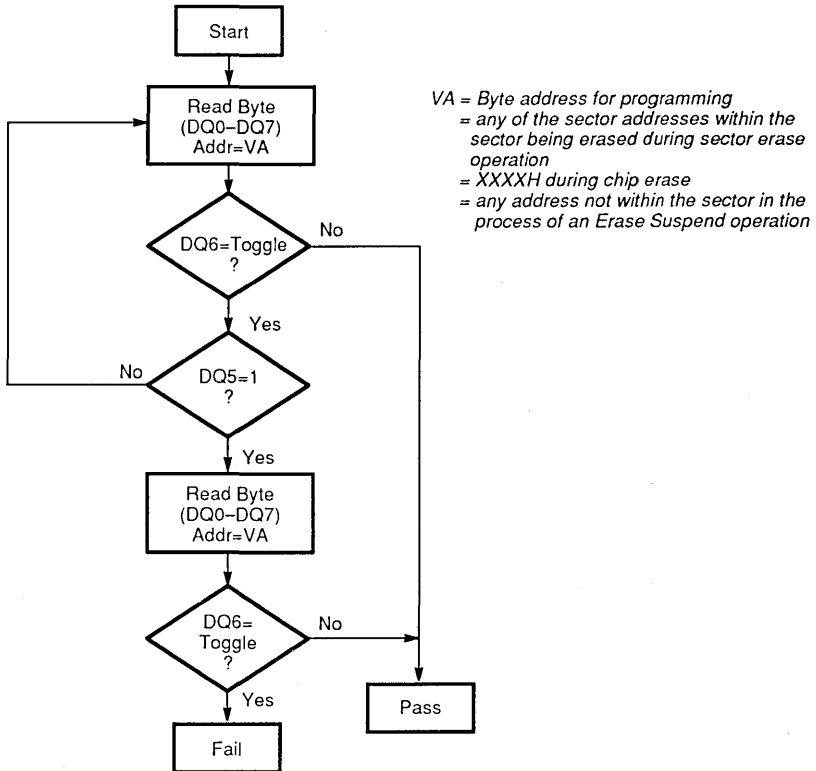 Start
Read Byte
(DQ0–DQ7)
Addr=VA
VA = Byte address for programming
= any of the sector addresses within the
sector being erased during sector erase
operation
= XXXXH during chip erase
= any address not within the sector in the
process of an Erase Suspend operation
DQ6=Toggle
?
No
Yes
No
DQ5=1
?
Yes
Read Byte
(DQ0–DQ7)
Addr=VA
DQ6=
Toggle
?
No
Yes
Pass
Fail